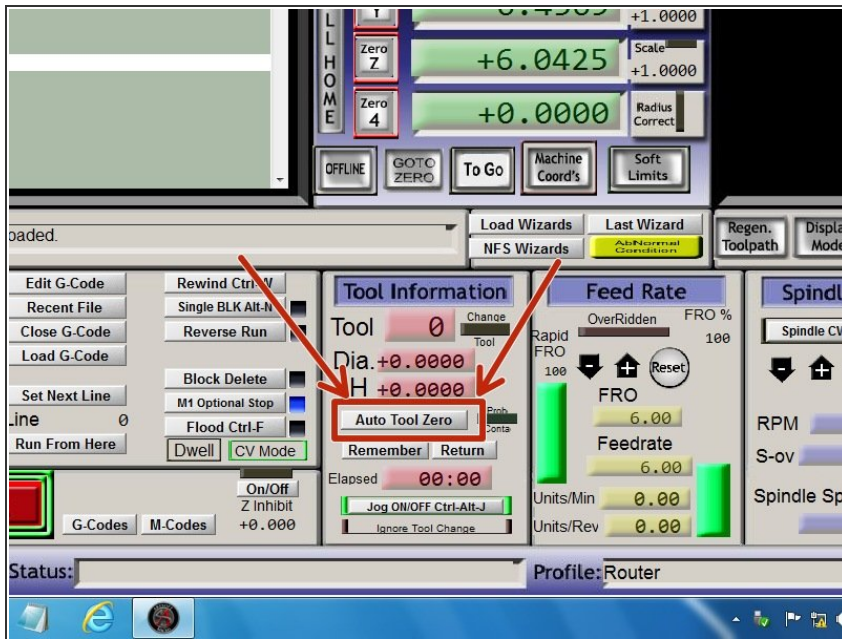 L
L
H
O
M
E
Y
+1.0000
Zero
Z
+6.0425
Scale
+1.0000
Zero
4
+0.0000
Radius
Correct
OFFLINE
GOTO
ZERO
To Go
Machine
Coord's
Soft
Limits
oaded.
Load Wizards
Last Wizard
NFS Wizards
AbNormal
Condition
Regen.
Toolpath
Displa
Mode
Edit G-Code
Recent File
Close G-Code
Load G-Code
Set Next Line
Line 0
Run From Here
Rewind Ctrl-W
Single BLK Alt-N
Reverse Run
Block Delete
M1 Optional Stop
Flood Ctrl-F
Dwell
CV Mode
On/Off
Z Inhibit
+0.000
G-Codes
M-Codes
Tool Information
Tool 0
Change
Tool
Dia. +0.0000
H +0.0000
Auto Tool Zero
Prob
Conta
Remember
Return
Elapsed 00:00
Jog ON/OFF Ctrl-Alt-J
Ignore Tool Change
Feed Rate
OverRidden
FRO %
100
Rapid
FRO
100
Reset
FRO
6.00
Feedrate
6.00
Units/Min 0.00
Units/Rev 0.00
Spindl
Spindle CW
RPM
S-ov
Spindle Sp
Status:
Profile: Router